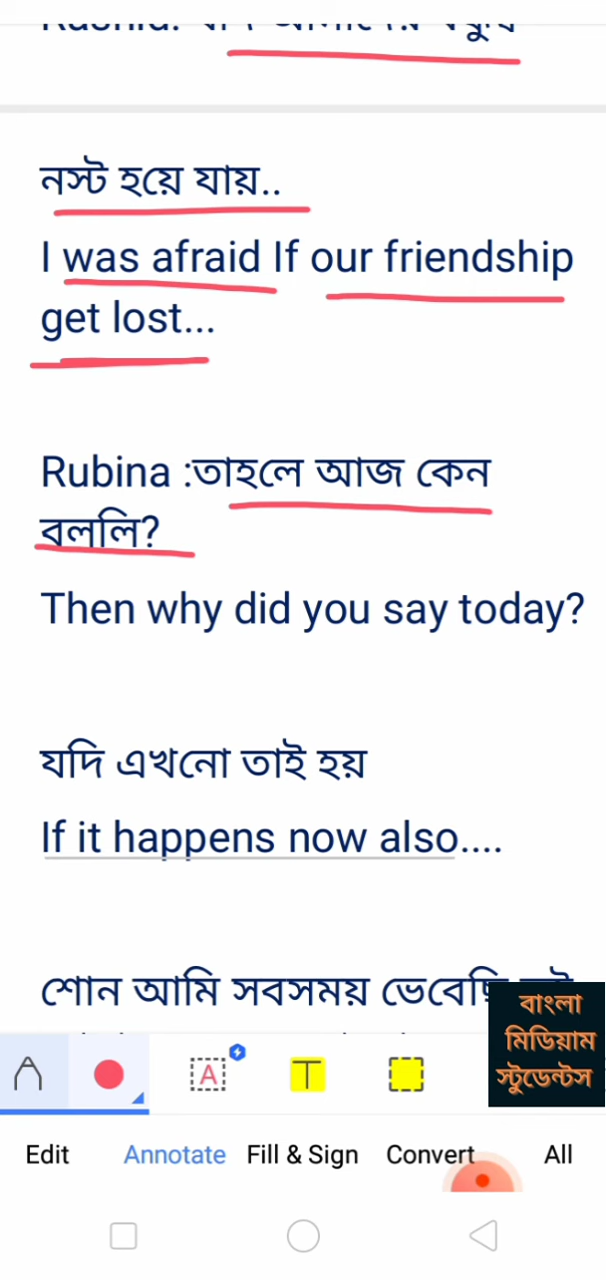 নস্ট হয়ে যায়..
I was afraid If our friendship
get lost...
Rubina :তাহলে আজ কেন
বললি?
Then why did you say today?
যদি এখনো তাই হয়
If it happens now also....
শোন আমি সবসময় ভেবেছি
বাংলা
মিডিয়াম
স্টুডেন্টস
A T
Edit Annotate Fill & Sign Convert All